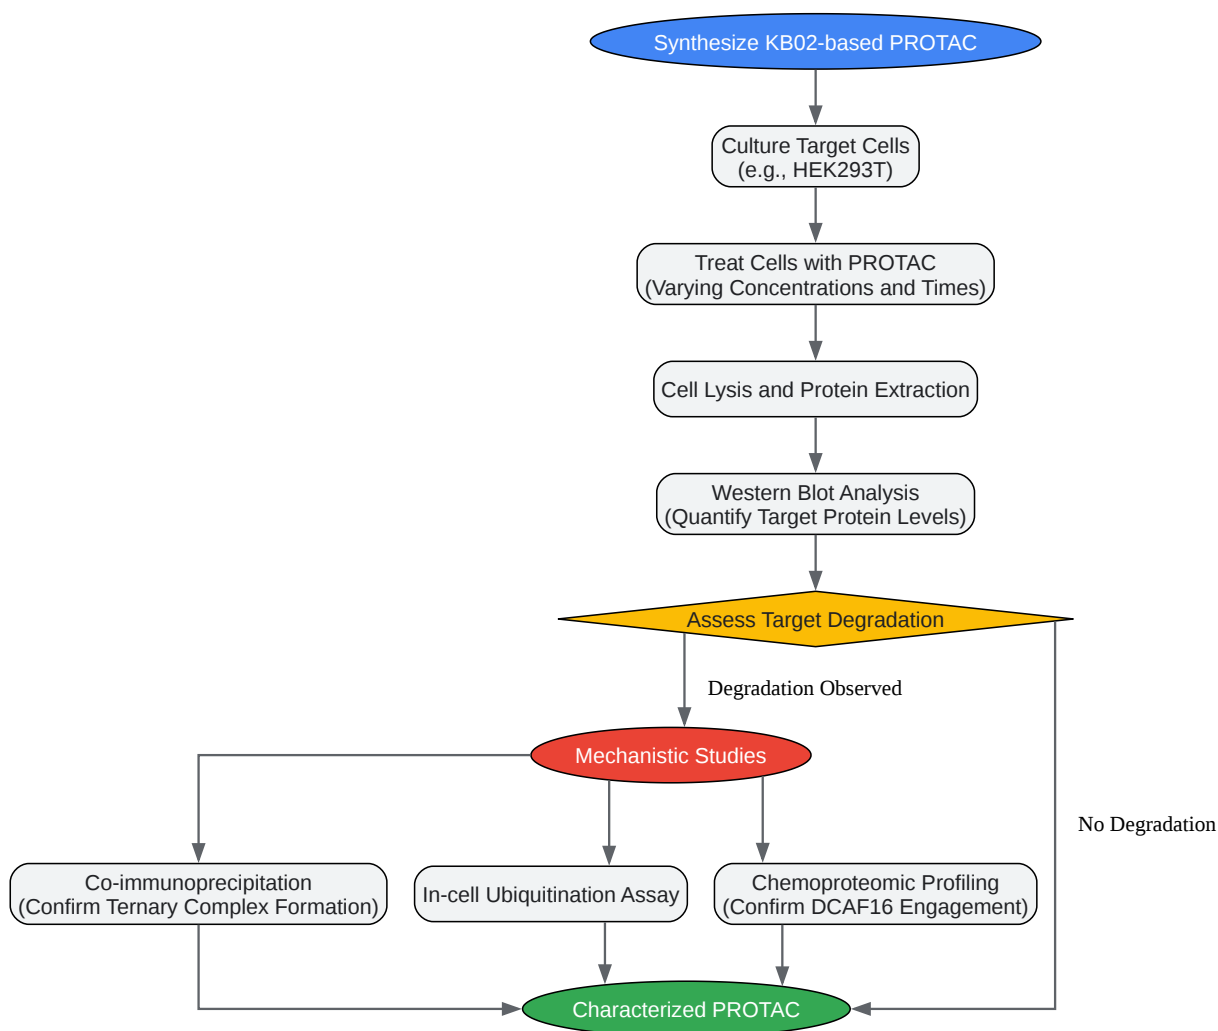 Synthesize KB02-based PROTAC
Culture Target Cells
(e.g., HEK293T)
Treat Cells with PROTAC
(Varying Concentrations and Times)
Cell Lysis and Protein Extraction
Western Blot Analysis
(Quantify Target Protein Levels)
Assess Target Degradation
Degradation Observed
Mechanistic Studies
No Degradation
Co-immunoprecipitation
(Confirm Ternary Complex Formation)
In-cell Ubiquitination Assay
Chemoproteomic Profiling
(Confirm DCAF16 Engagement)
Characterized PROTAC